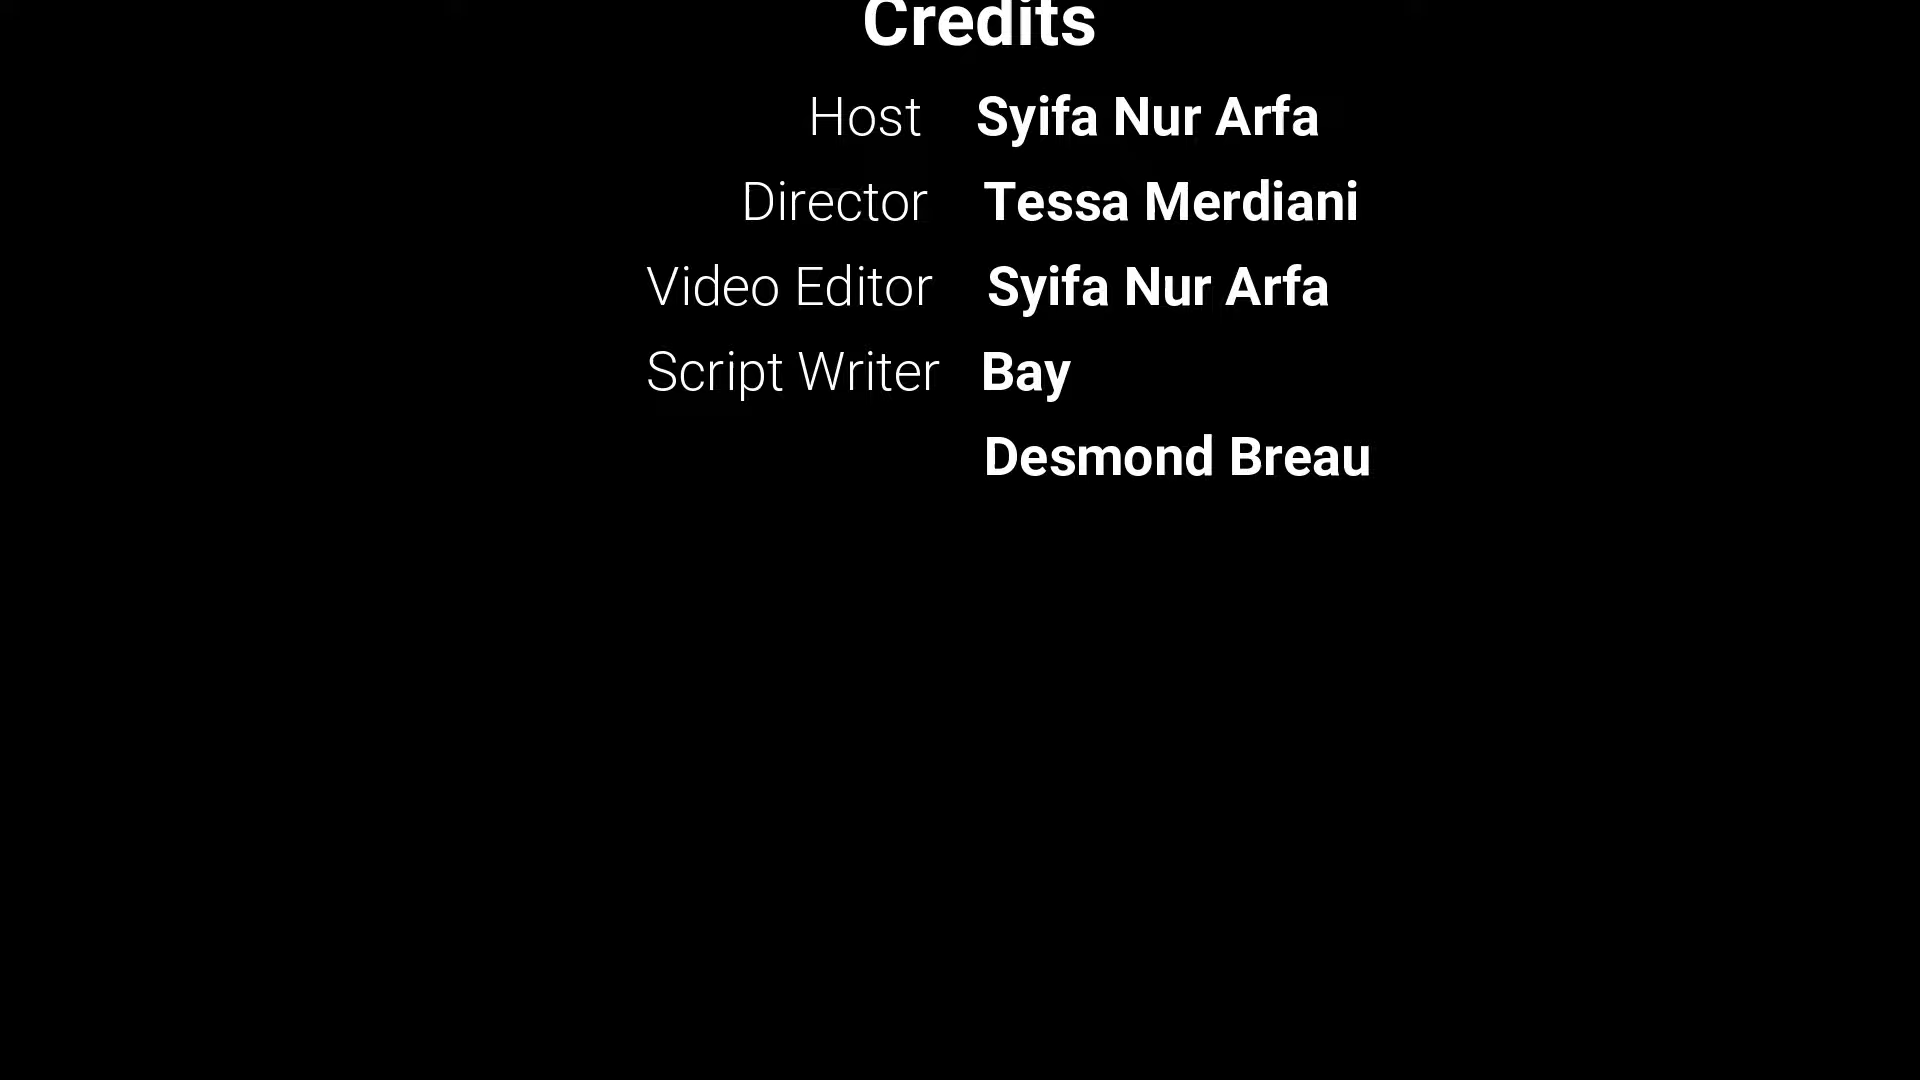 Credits
Host Syifa Nur Arfa
Director Tessa Merdiani
Video Editor Syifa Nur Arfa
Script Writer Bay
Desmond Breau